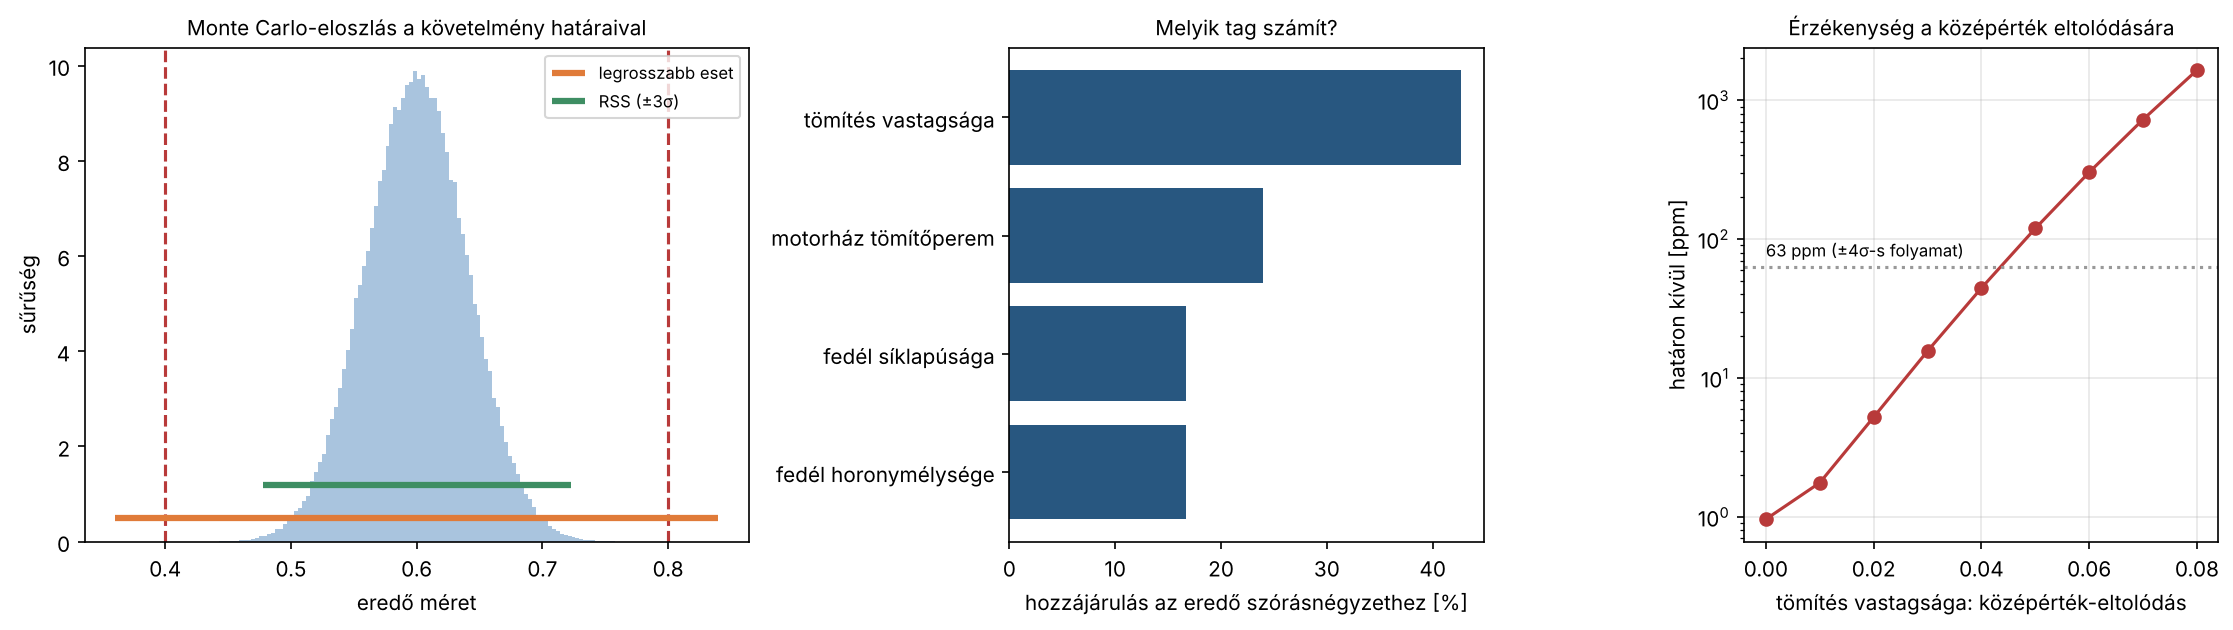 Monte Carlo-eloszlás a követelmény határaival
legrosszabb eset
RSS (±3σ)
sűrűség
10
8
6
4
2
0
0.4 0.5 0.6 0.7 0.8
eredő méret
Melyik tag számít?
tömítés vastagsága
motorház tömítőperem
fedél síklapúsága
fedél horonymélysége
0 10 20 30 40
hozzájárulás az eredő szórásnégyzethez [%]
Érzékenység a középérték eltolódására
határon kívül [ppm]
10³
10²
10¹
10⁰
63 ppm (±4σ-s folyamat)
0.00 0.02 0.04 0.06 0.08
tömítés vastagsága: középérték-eltolódás